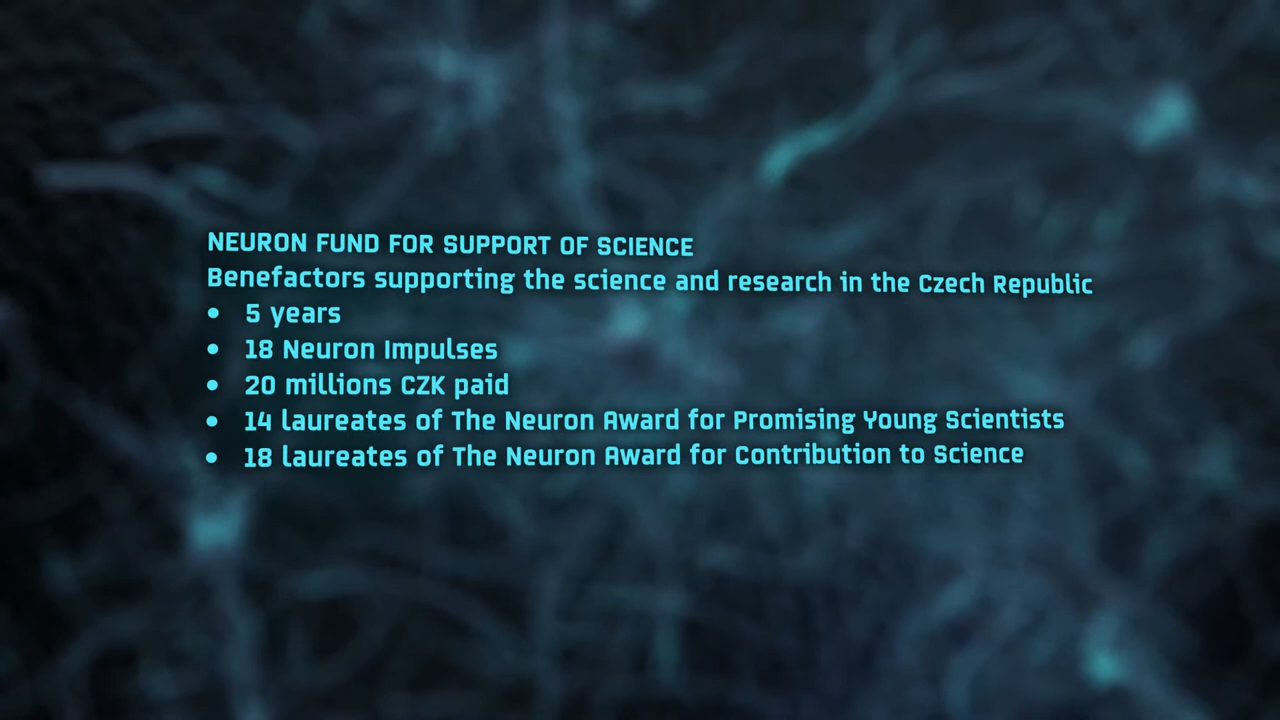 NEURON FUND FOR SUPPORT OF SCIENCE
Benefactors supporting the science and research in the Czech Republic
• 5 years
• 18 Neuron Impulses
• 20 millions CZK paid
• 14 laureates of The Neuron Award for Promising Young Scientists
• 18 laureates of The Neuron Award for Contribution to Science